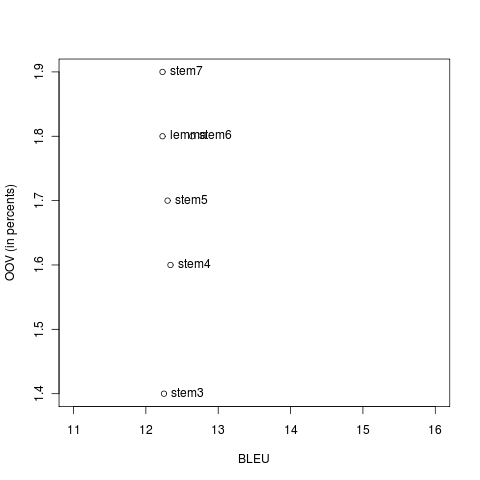 1.9
stem7
1.8
lemma
stem6
1.7
stem5
1.6
stem4
1.5
1.4
stem3
OOV (in percents)
11 12 13 14 15 16
BLEU